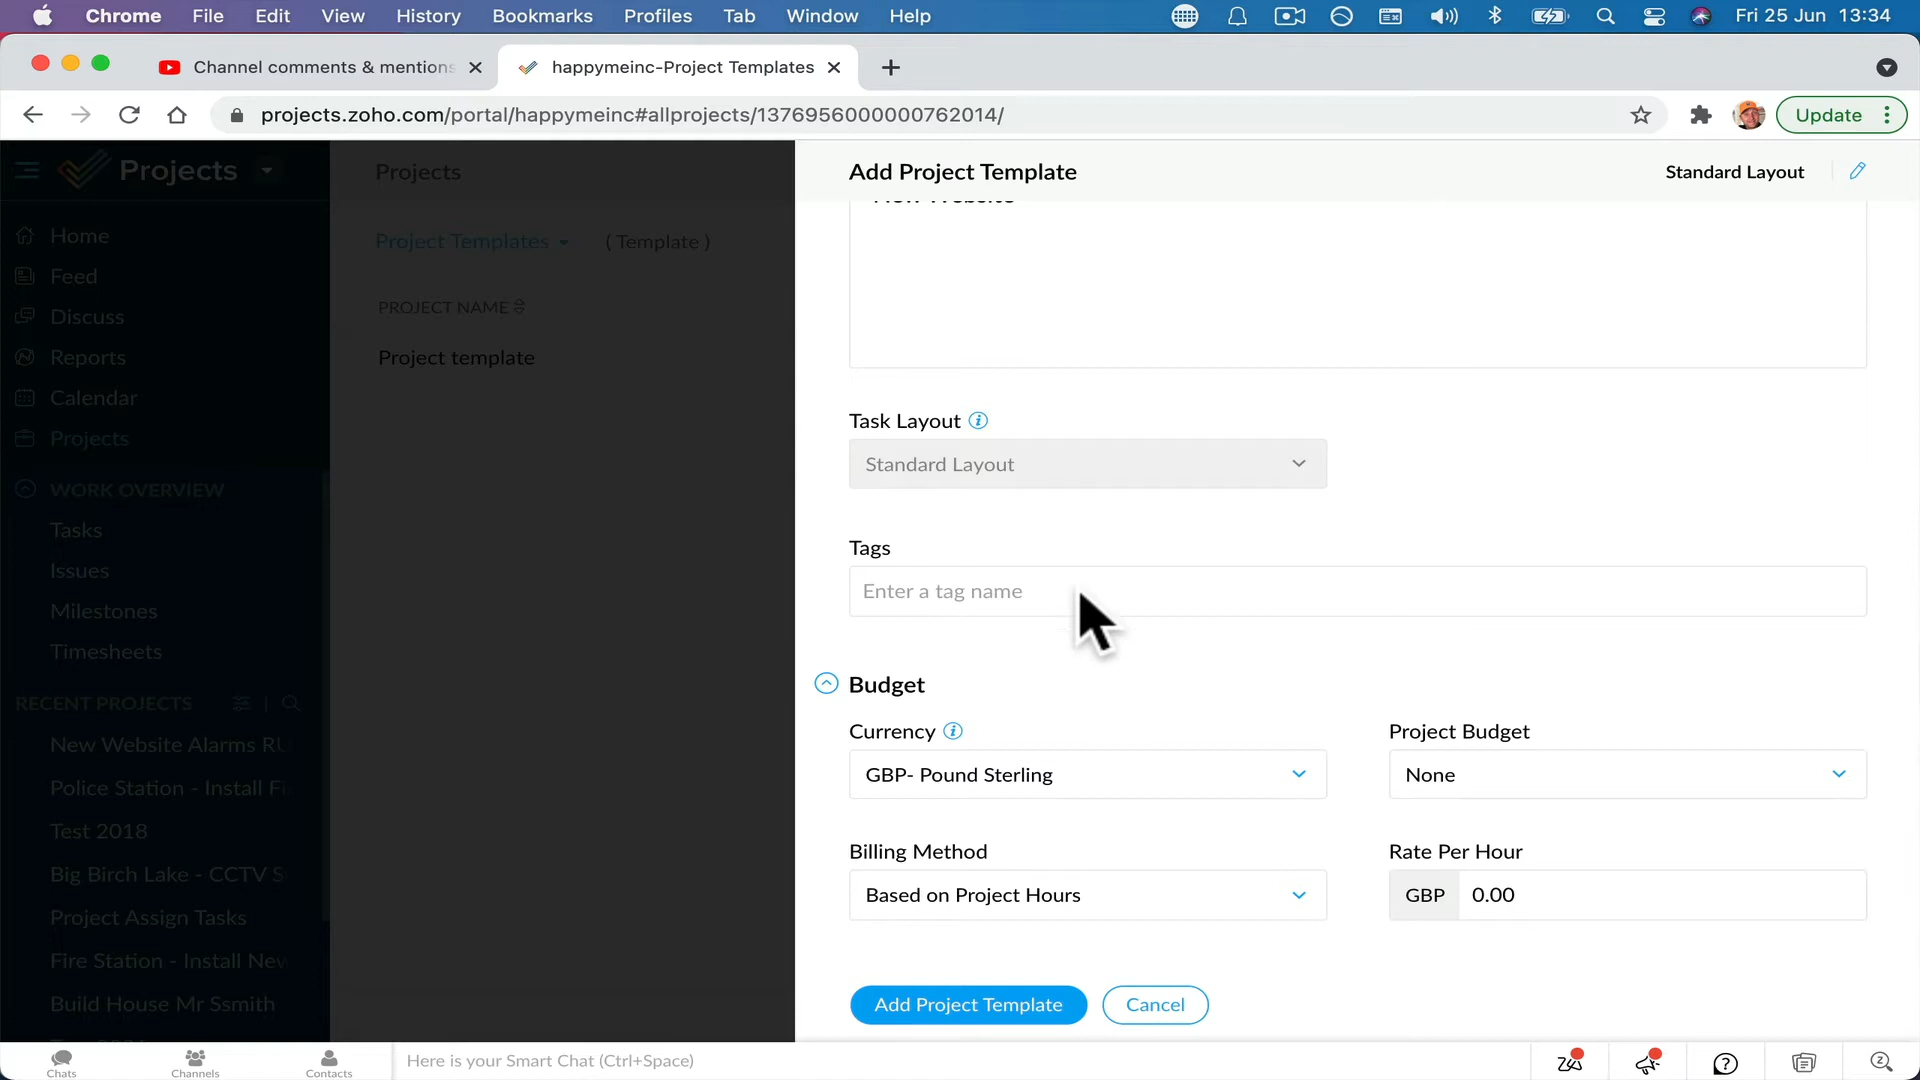 Chrome File Edit View History Bookmarks Profiles Tab Window Help Fri 25 Jun 13:34
Channel comments & mentions
happymeinc-Project Templates
projects.zoho.com/portal/happymeinc#allprojects/1376956000000762014/
Update
Projects
Home
Feed
Discuss
Reports
Calendar
Projects
WORK OVERVIEW
Tasks
Issues
Milestones
Timesheets
RECENT PROJECTS
New Website Alarms RU
Police Station - Install Fi
Test 2018
Big Birch Lake - CCTV S
Project Assign Tasks
Fire Station - Install New
Build House Mr Ssmith
Projects
Project Templates ( Template )
PROJECT NAME
Project template
Add Project Template
Standard Layout
New Website
Task Layout
Standard Layout
Tags
Enter a tag name
Budget
Currency
GBP- Pound Sterling
Project Budget
None
Billing Method
Based on Project Hours
Rate Per Hour
GBP 0.00
Add Project Template
Cancel
Chats
Channels
Contacts
Here is your Smart Chat (Ctrl+Space)